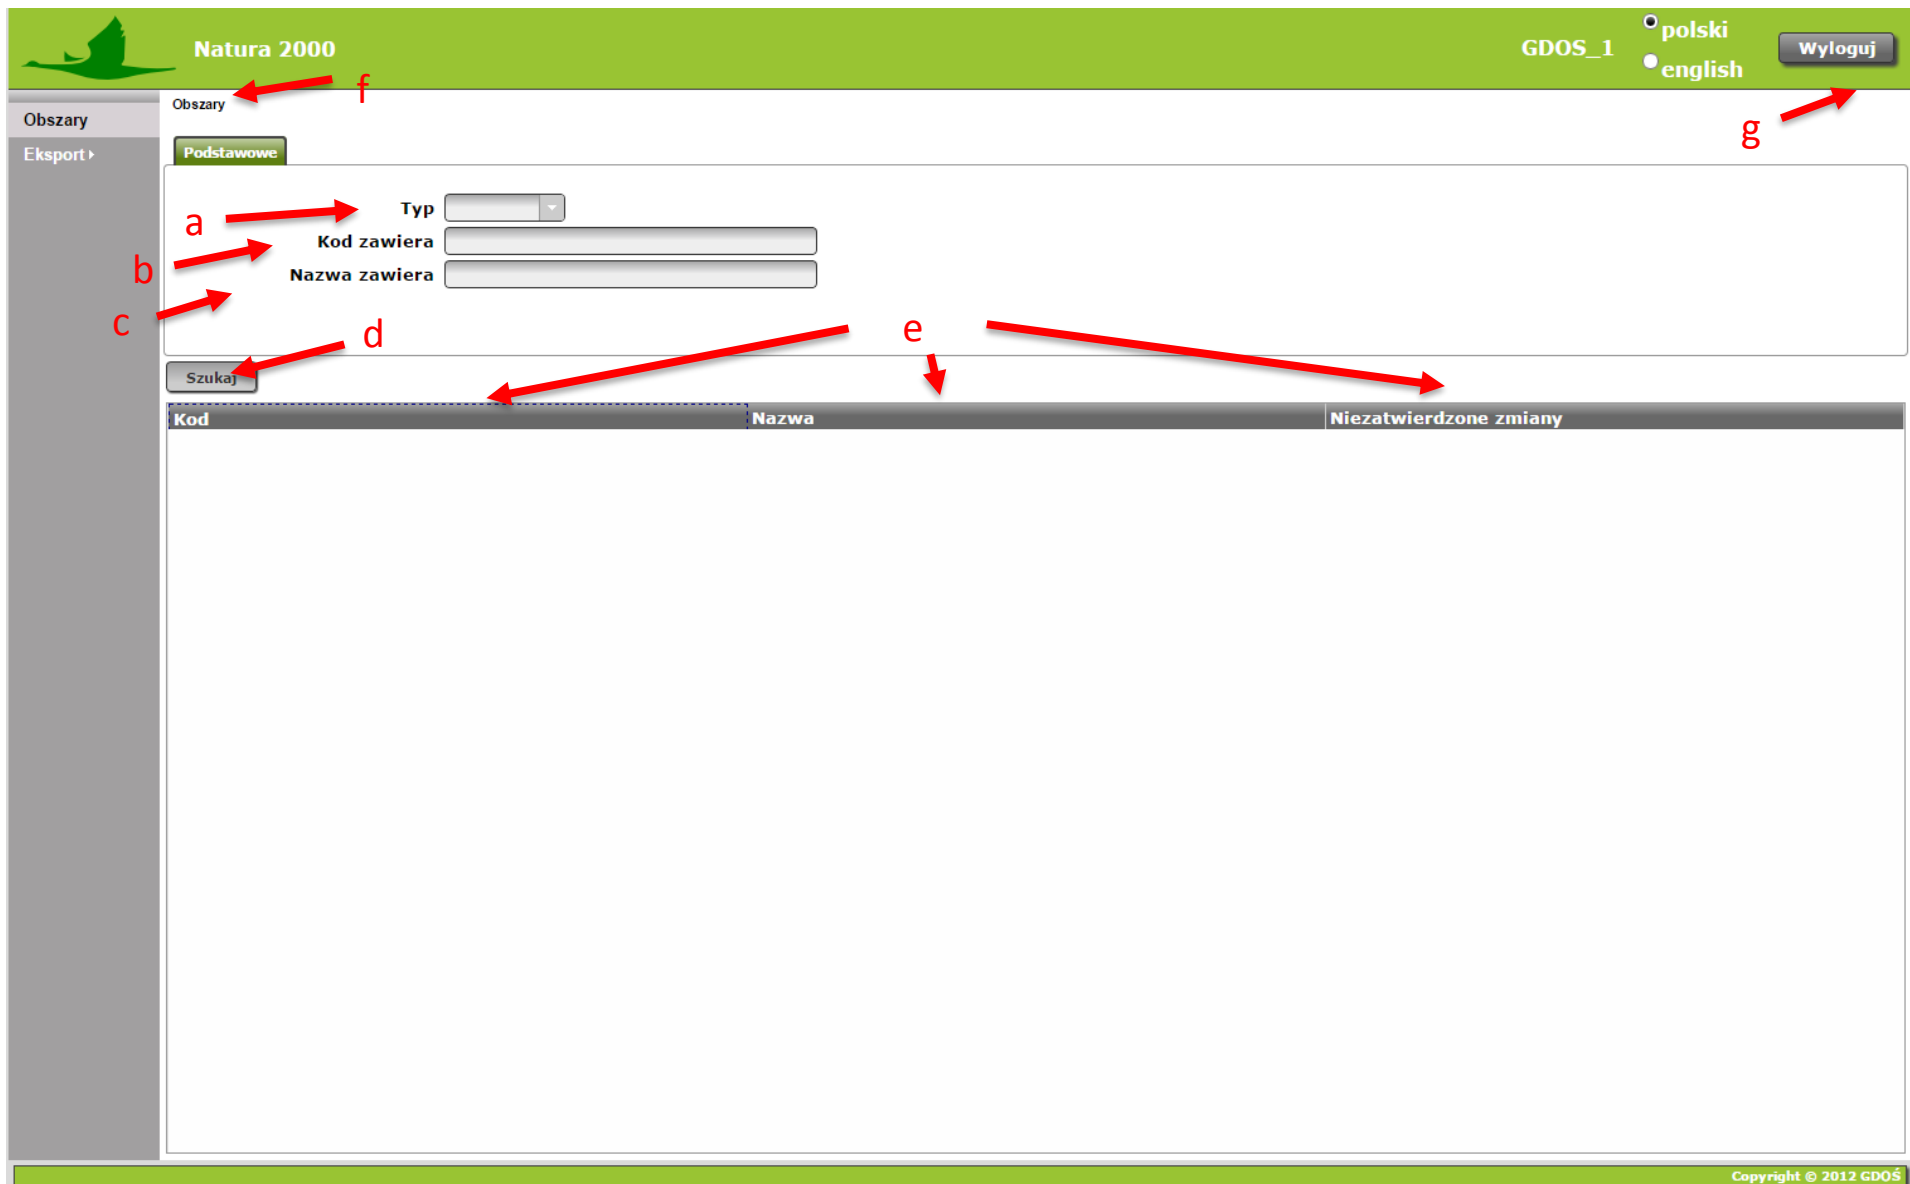 Natura 2000
GDOS_1
polski
english
Wyloguj
f
g
Obszary
Eksport
Obszary
Podstawowe
a
Typ
b
Kod zawiera
c
Nazwa zawiera
d
e
Szukaj
Kod Nazwa Niezatwierdzone zmiany
Copyright © 2012 GDOŚ